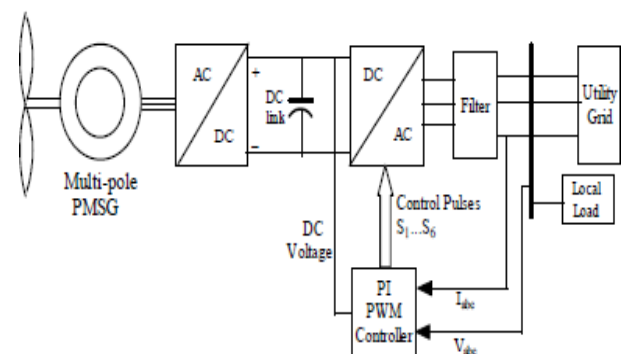 AC
DC
+
DC
link
–
DC
AC
Filter
Utility
Grid
Multi-pole
PMSG
Local
Load
Control Pulses
S₁...S₆
DC
Voltage
PI
PWM
Controller
Iabc
Vabc